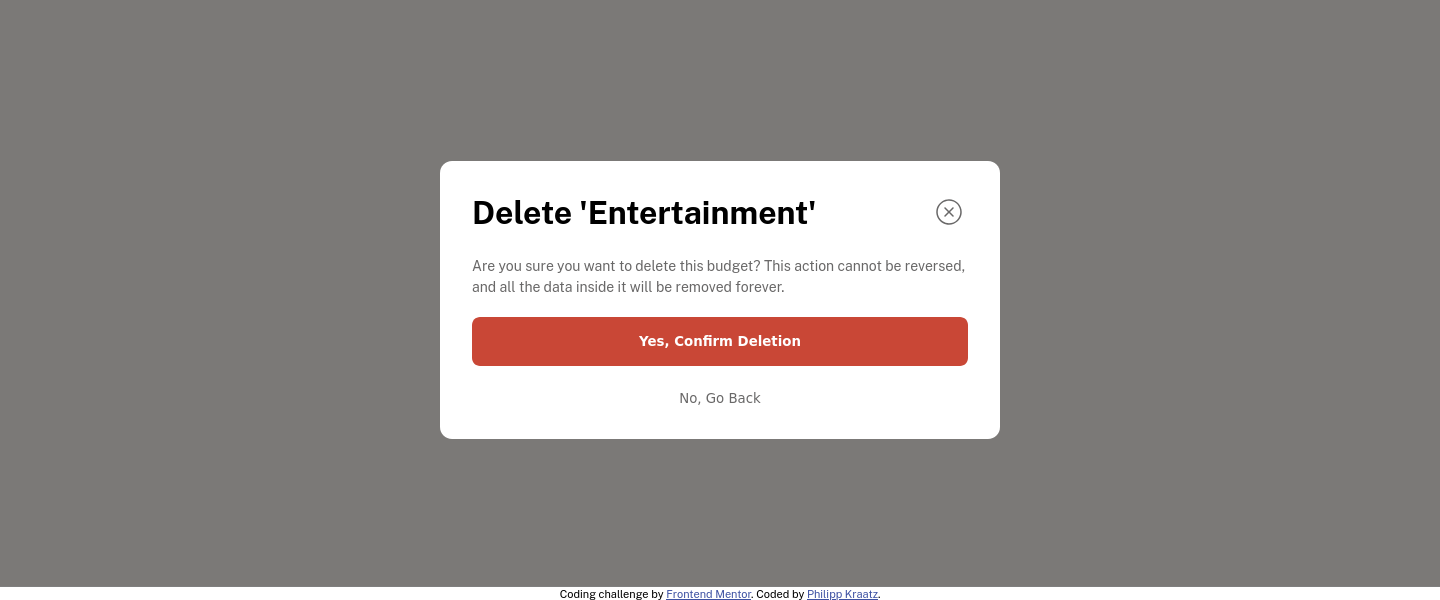 Delete 'Entertainment'
Are you sure you want to delete this budget? This action cannot be reversed,
and all the data inside it will be removed forever.
Yes, Confirm Deletion
No, Go Back
Coding challenge by Frontend Mentor. Coded by Philipp Kraatz.